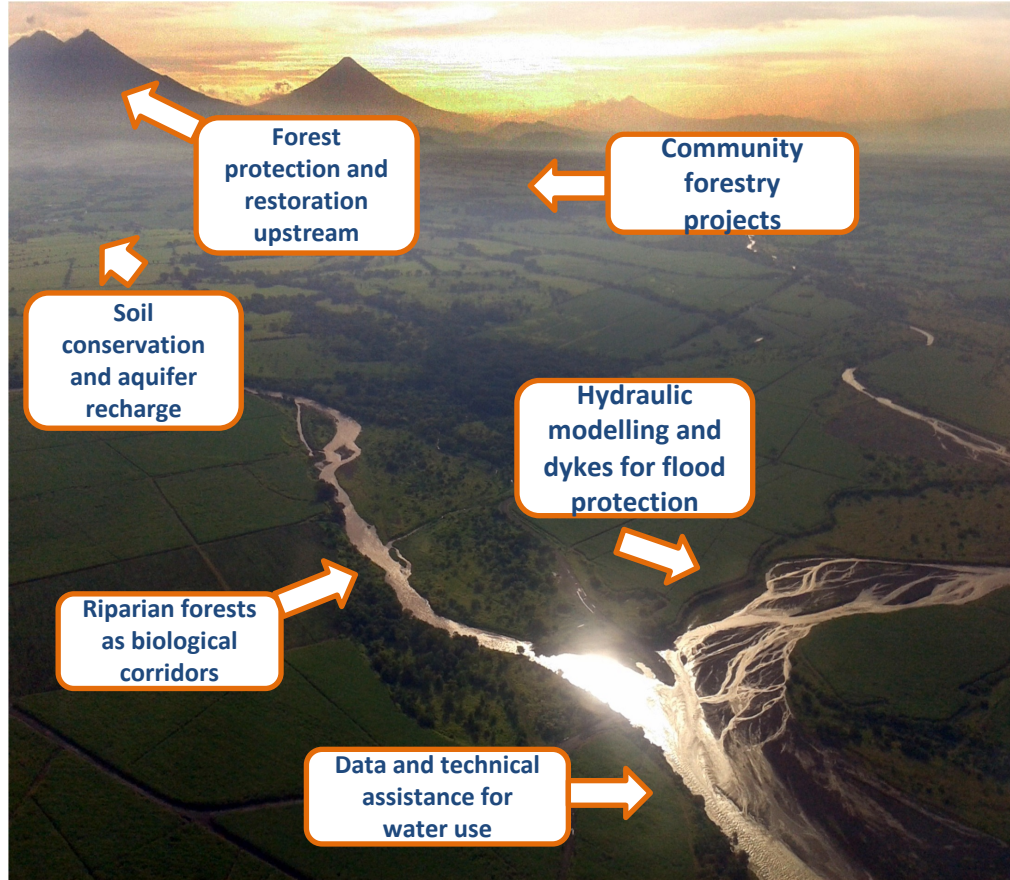 Forest
protection and
restoration
upstream
Community
forestry
projects
Soil
conservation
and aquifer
recharge
Hydraulic
modelling and
dykes for flood
protection
Riparian forests
as biological
corridors
Data and technical
assistance for
water use